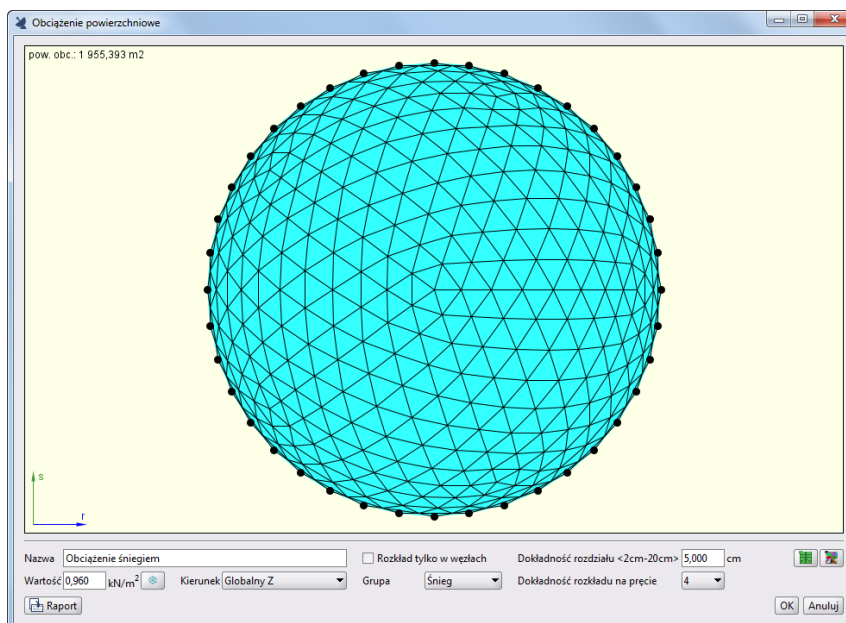 Obciążenie powierzchniowe
pow. obc.: 1 955,393 m2
s
r
Nazwa Obciążenie śniegiem Rozkład tylko w węzłach Dokładność rozdziału <2cm-20cm> 5,000 cm
Wartość 0,960 kN/m² Kierunek Globalny Z Grupa Śnieg Dokładność rozkładu na pręcie 4
Raport OK Anuluj